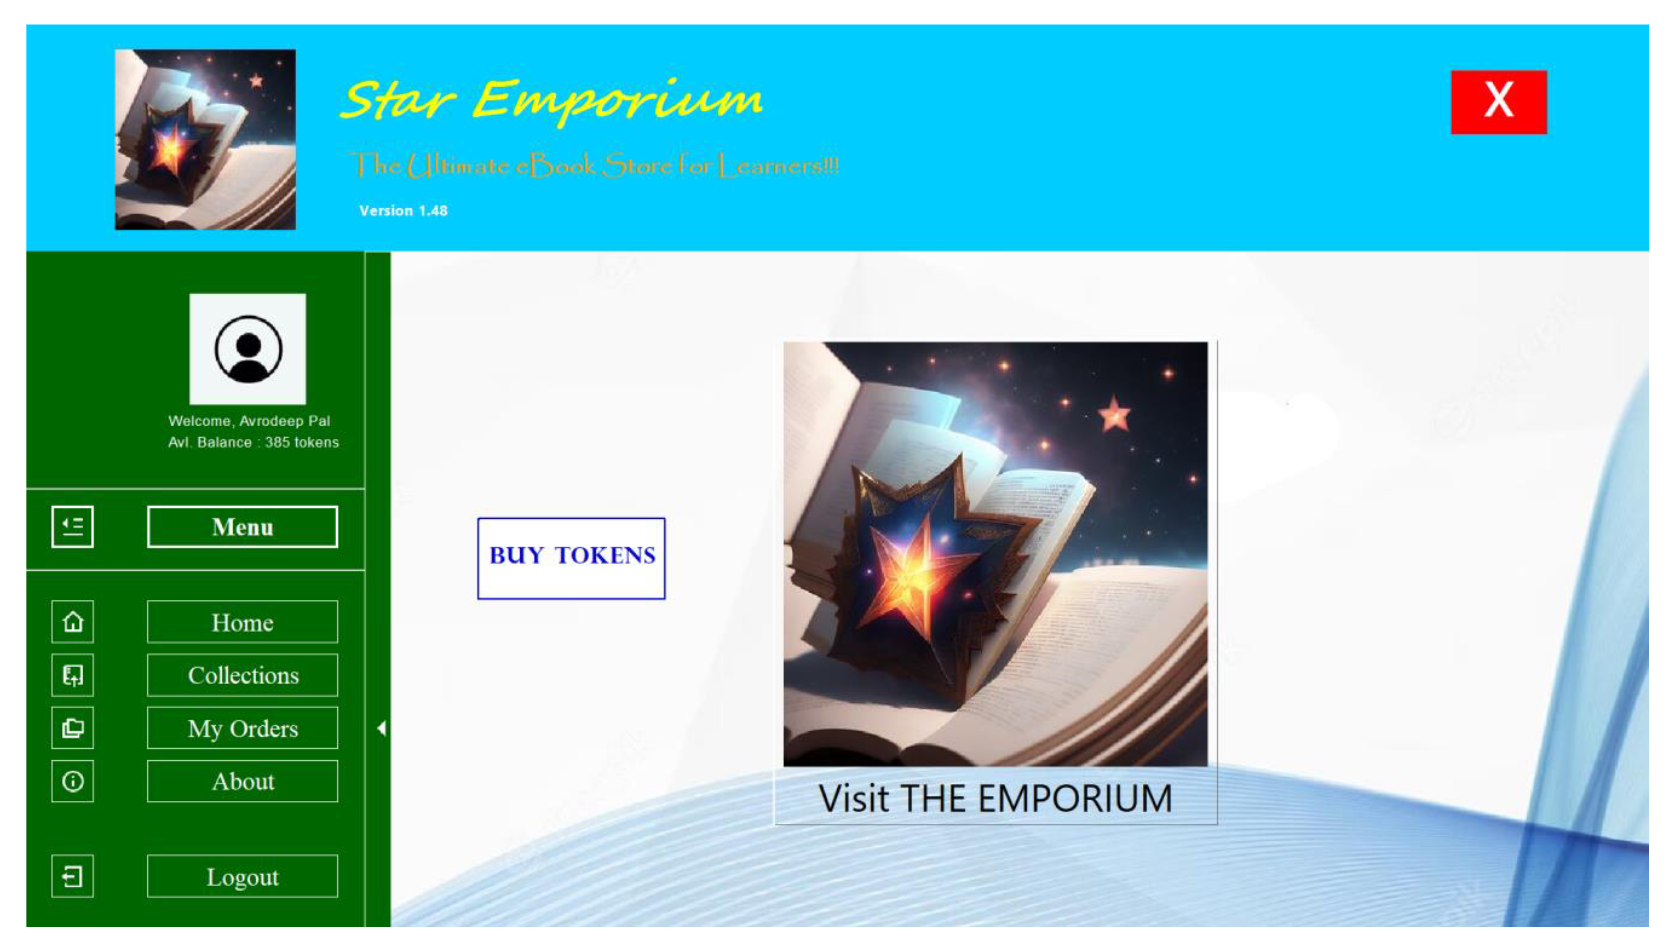 Star Emporium
The Ultimate eBook Store for Learners!!!
Version 1.48
X
Welcome, Avrodeep Pal
Avl. Balance : 385 tokens
Menu
Home
Collections
My Orders
About
Logout
BUY TOKENS
Visit THE EMPORIUM